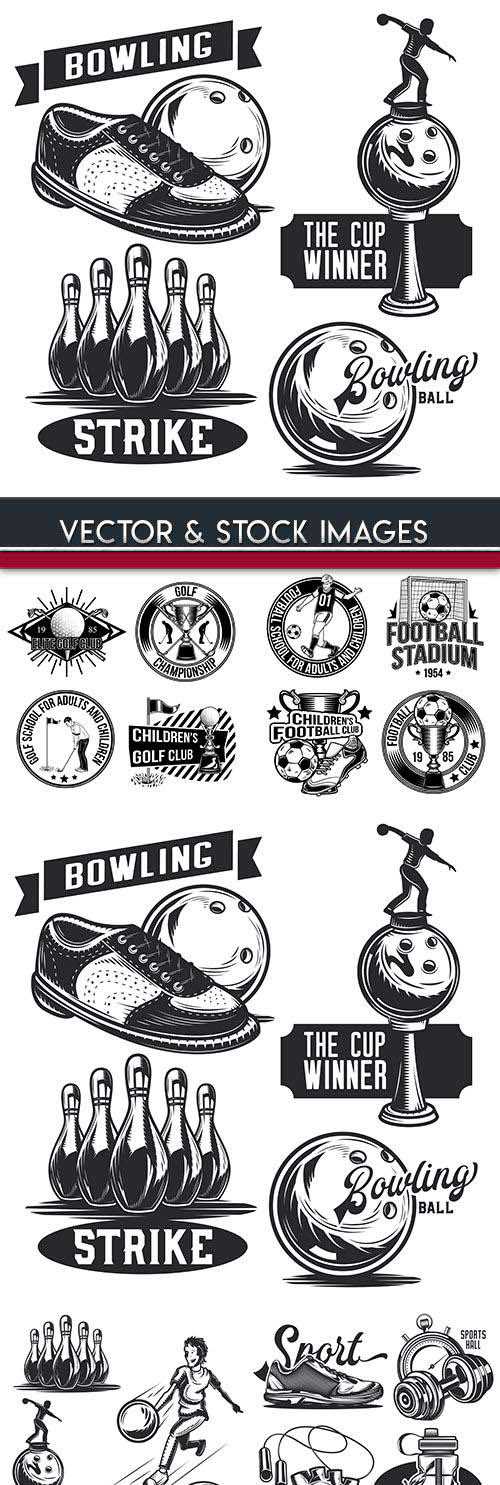 BOWLING
THE CUP
WINNER
STRIKE
Bowling
BALL
VECTOR & STOCK IMAGES
19 85
ELITE GOLF CLUB
GOLF
CHAMPIONSHIP
01
FOOTBALL SCHOOL FOR ADULTS AND CHILDREN
FOOTBALL
STADIUM
1954
GOLF SCHOOL FOR ADULTS AND CHILDREN
CHILDREN'S
GOLF CLUB
CHILDREN'S
FOOTBALL CLUB
FOOTBALL
19 85
CLUB
BOWLING
THE CUP
WINNER
STRIKE
Bowling
BALL
Sport
SPORTS
HALL